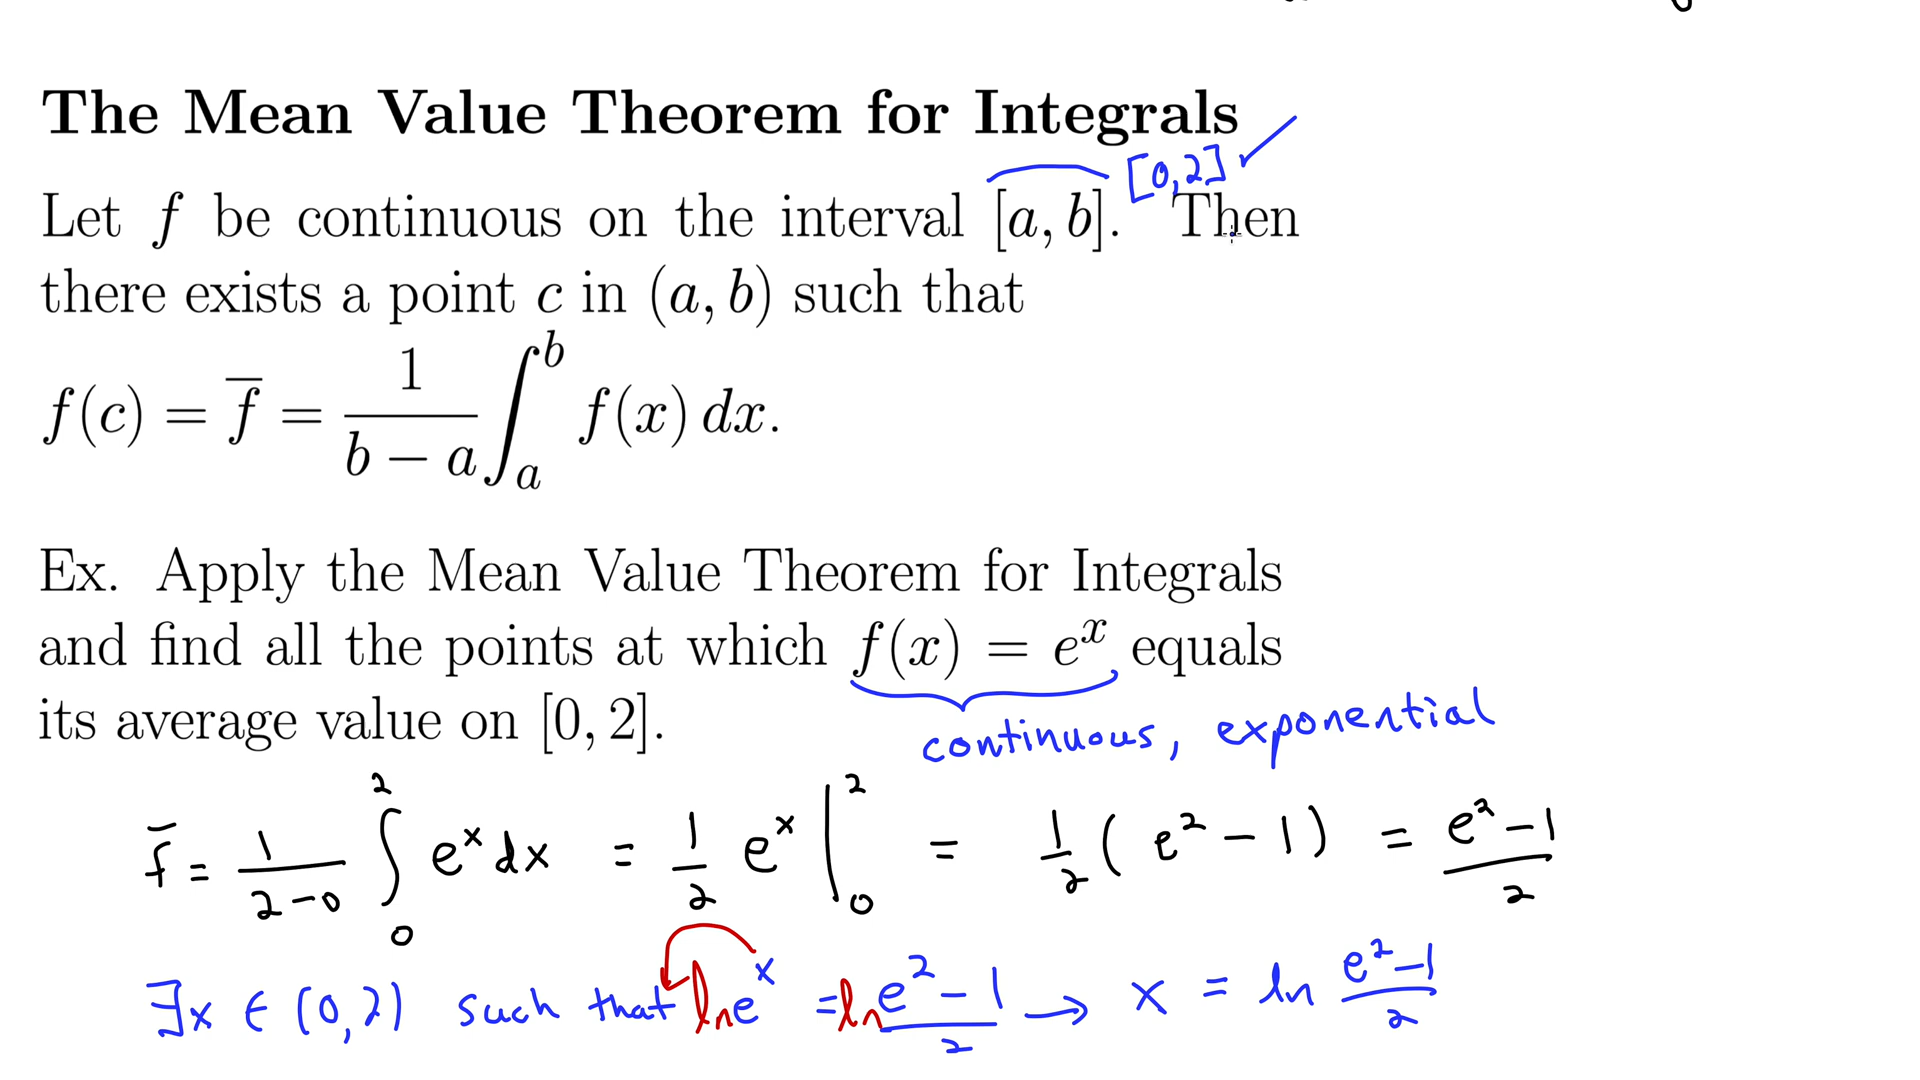 The Mean Value Theorem for Integrals
[0,2] ✓
Let f be continuous on the interval [a, b]. Then
there exists a point c in (a, b) such that
f(c) = f̅ = 1/(b − a) ∫_a^b f(x) dx.
Ex. Apply the Mean Value Theorem for Integrals
and find all the points at which f(x) = e^x equals
its average value on [0, 2].
continuous, exponential
f̅ = 1/(2−0) ∫_0^2 e^x dx = 1/2 e^x |_0^2 = 1/2 (e^2 − 1) = (e^2 − 1)/2
∃x ∈ (0,2) such that ln e^x = ln (e^2 − 1)/2 → x = ln (e^2 − 1)/2